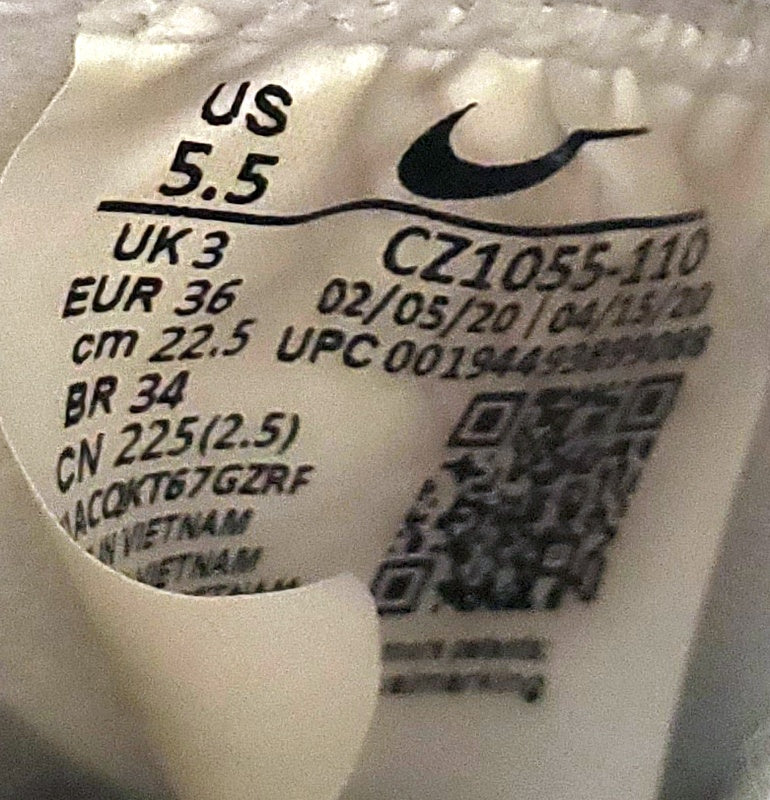 US
5.5
UK 3
EUR 36
cm 22.5
BR 34
CN 225(2.5)
CZ1055-110
02/05/20 / 04/15/20
UPC
IN VIETNAM
VIETNAM